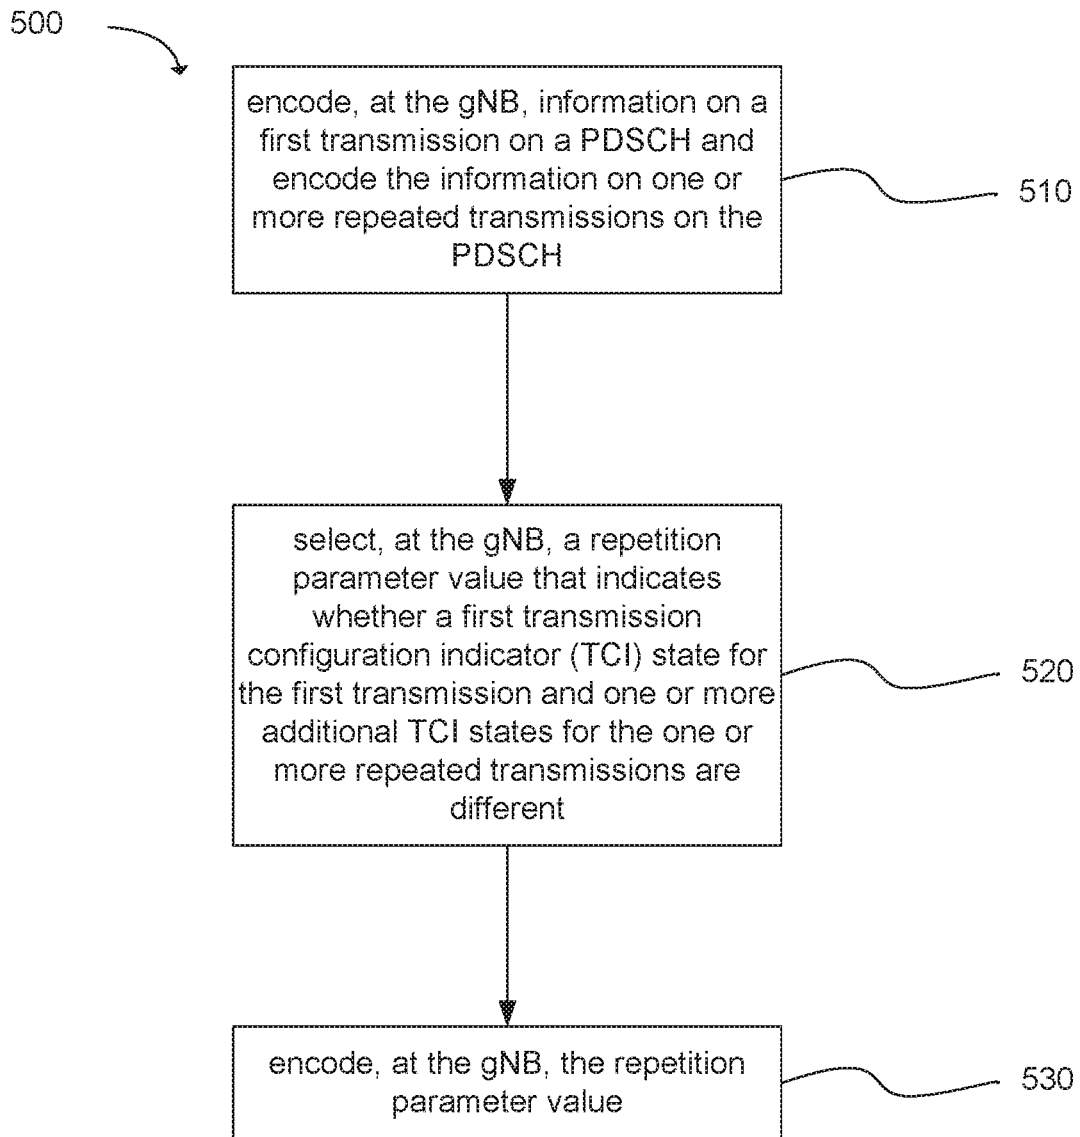 500
encode, at the gNB, information on a
first transmission on a PDSCH and
encode the information on one or
more repeated transmissions on the
PDSCH
510
select, at the gNB, a repetition
parameter value that indicates
whether a first transmission
configuration indicator (TCI) state for
the first transmission and one or more
additional TCI states for the one or
more repeated transmissions are
different
520
encode, at the gNB, the repetition
parameter value
530